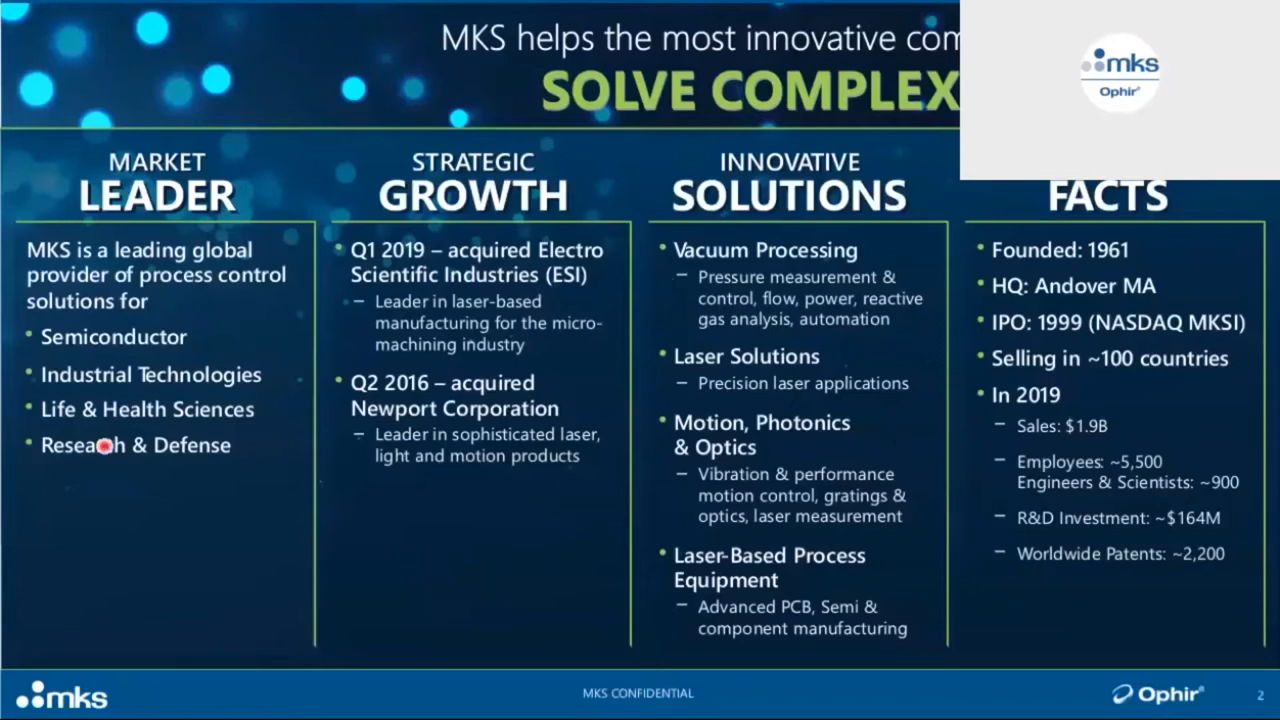 MKS helps the most innovative com
SOLVE COMPLEX
mks
Ophir
MARKET
LEADER
MKS is a leading global
provider of process control
solutions for
• Semiconductor
• Industrial Technologies
• Life & Health Sciences
• Research & Defense
STRATEGIC
GROWTH
• Q1 2019 – acquired Electro
Scientific Industries (ESI)
– Leader in laser-based
manufacturing for the micro-
machining industry
• Q2 2016 – acquired
Newport Corporation
– Leader in sophisticated laser,
light and motion products
INNOVATIVE
SOLUTIONS
• Vacuum Processing
– Pressure measurement &
control, flow, power, reactive
gas analysis, automation
• Laser Solutions
– Precision laser applications
• Motion, Photonics
& Optics
– Vibration & performance
motion control, gratings &
optics, laser measurement
• Laser-Based Process
Equipment
– Advanced PCB, Semi &
component manufacturing
FACTS
• Founded: 1961
• HQ: Andover MA
• IPO: 1999 (NASDAQ MKSI)
• Selling in ~100 countries
• In 2019
– Sales: $1.9B
– Employees: ~5,500
Engineers & Scientists: ~900
– R&D Investment: ~$164M
– Worldwide Patents: ~2,200
mks
MKS CONFIDENTIAL
Ophir®
2